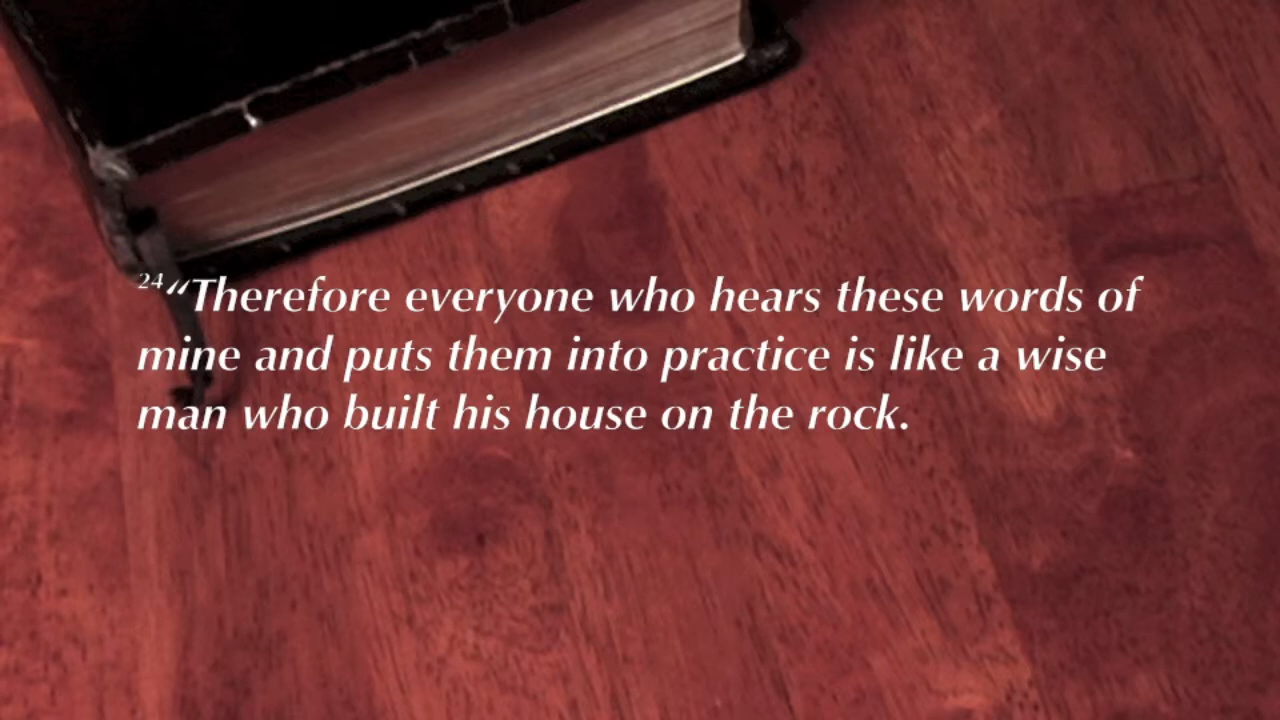 24“Therefore everyone who hears these words of
mine and puts them into practice is like a wise
man who built his house on the rock.